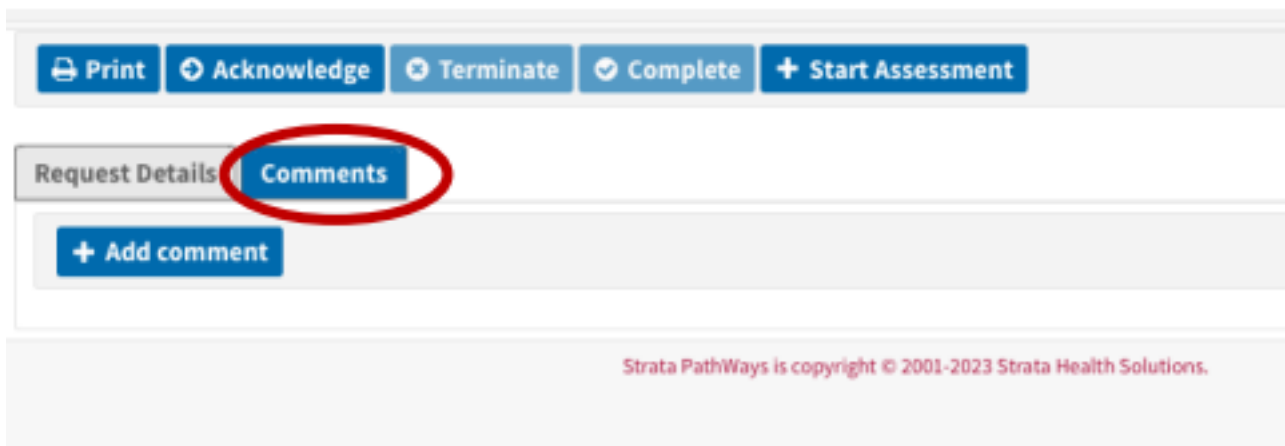 Print Acknowledge Terminate Complete + Start Assessment
Request Details Comments
+ Add comment
Strata PathWays is copyright © 2001-2023 Strata Health Solutions.